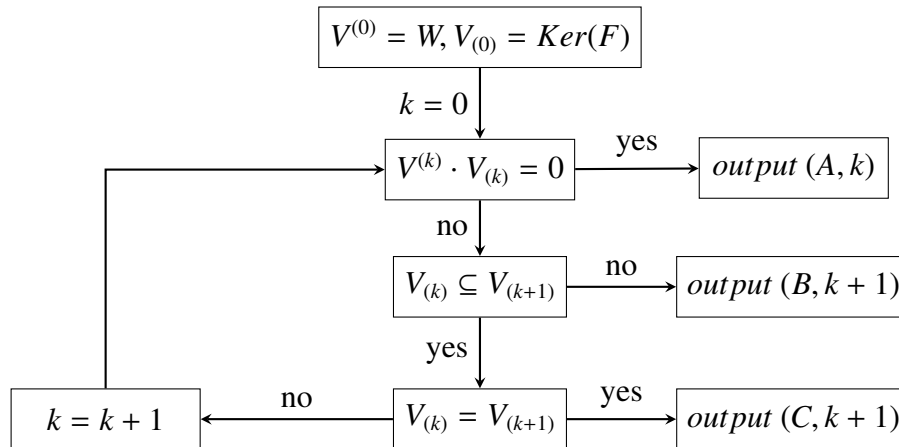 V^{(0)} = W, V_{(0)} = Ker(F)
k = 0
V^{(k)} · V_{(k)} = 0
yes
output (A, k)
no
V_{(k)} ⊆ V_{(k+1)}
no
output (B, k + 1)
yes
k = k + 1
no
V_{(k)} = V_{(k+1)}
yes
output (C, k + 1)